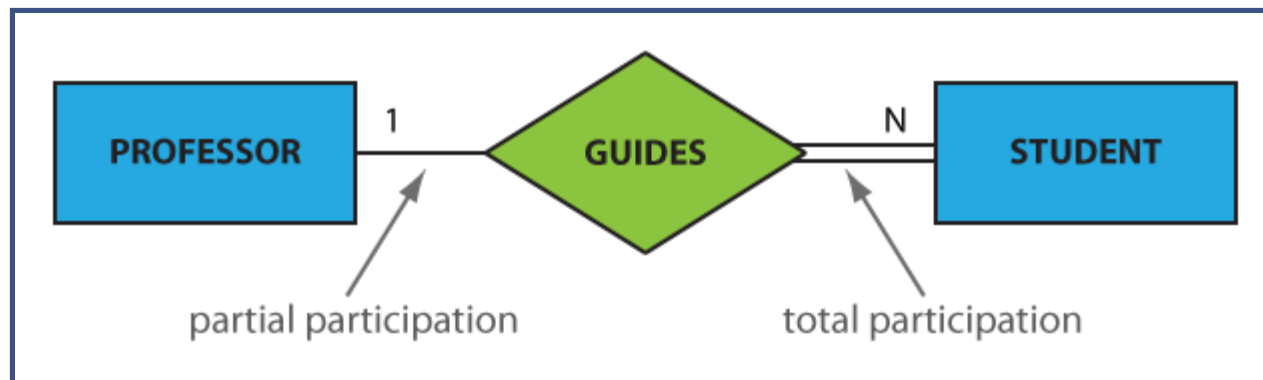 1
N
PROFESSOR
GUIDES
STUDENT
partial participation
total participation